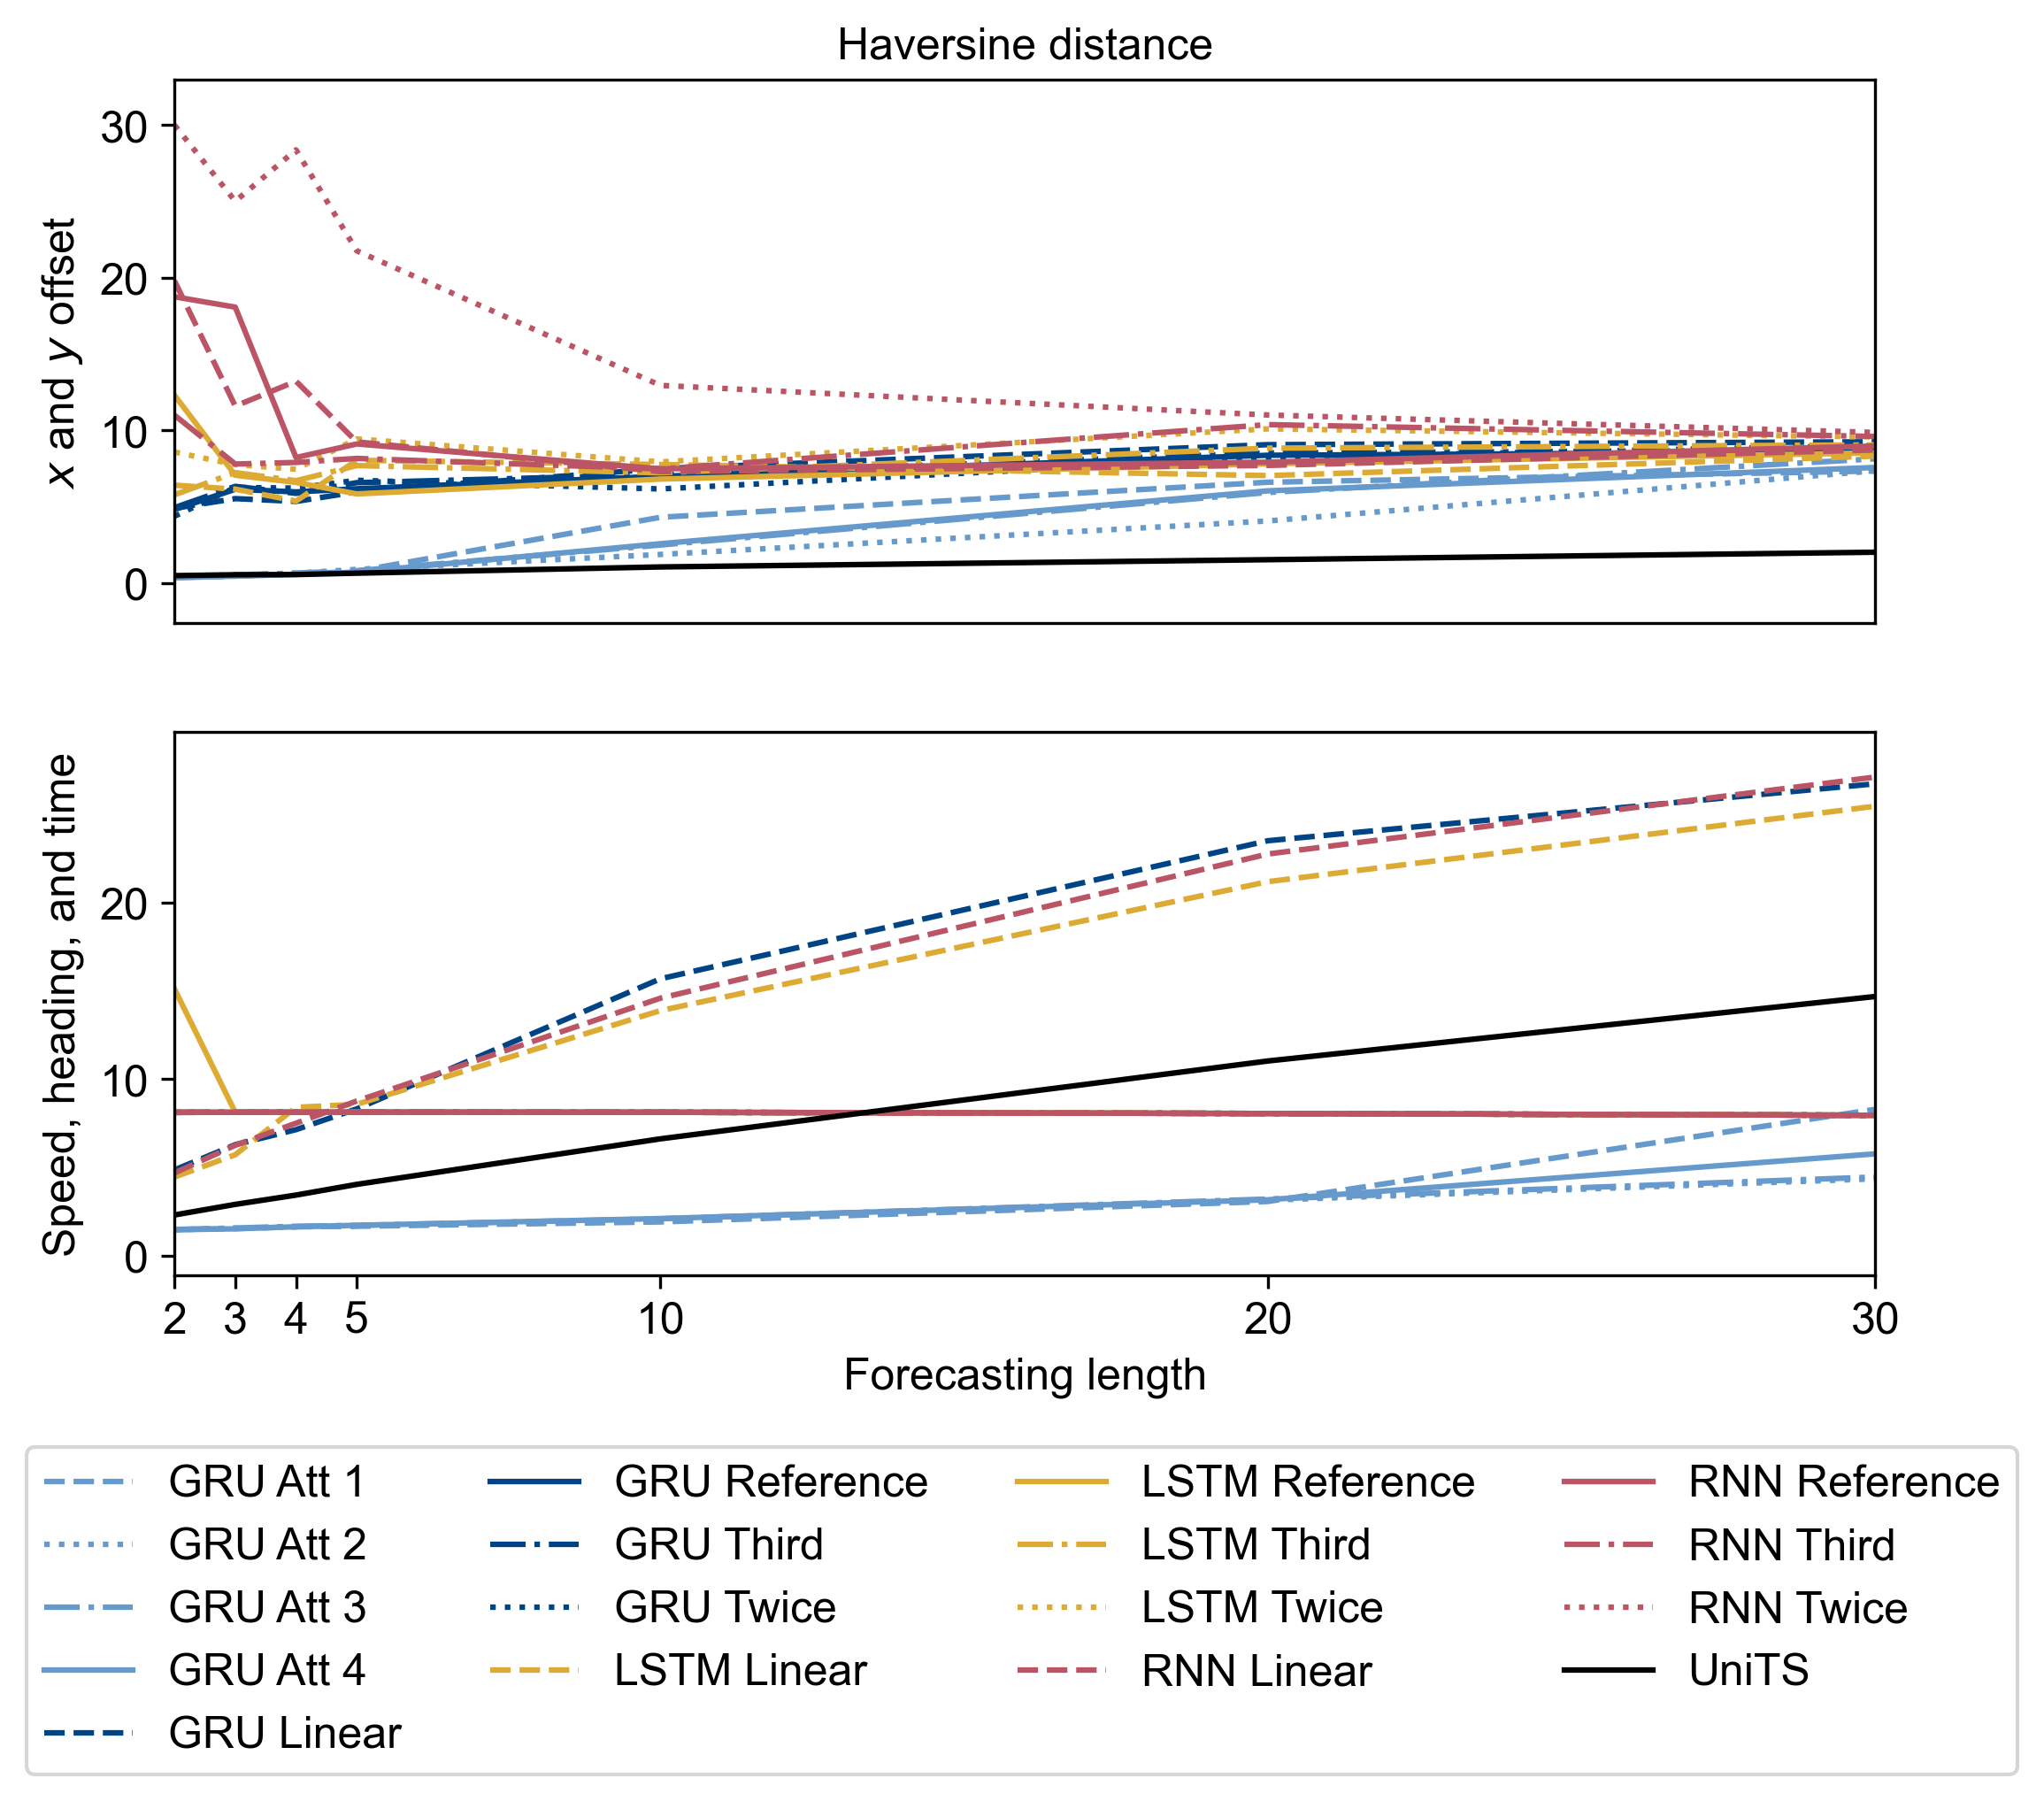 Haversine distance
30
20
10
0
x and y offset
20
10
0
Speed, heading, and time
2 3 4 5 10 20 30
Forecasting length
GRU Att 1
GRU Att 2
GRU Att 3
GRU Att 4
GRU Linear
GRU Reference
GRU Third
GRU Twice
LSTM Linear
LSTM Reference
LSTM Third
LSTM Twice
RNN Linear
RNN Reference
RNN Third
RNN Twice
UniTS